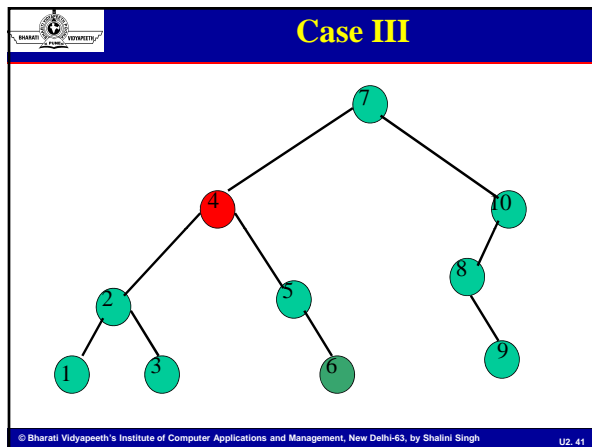 BHARATI VIDYAPEETH
PUNE
Case III
7
4
10
8
2
5
9
1
3
6
© Bharati Vidyapeeth's Institute of Computer Applications and Management, New Delhi-63, by Shalini Singh
U2. 41